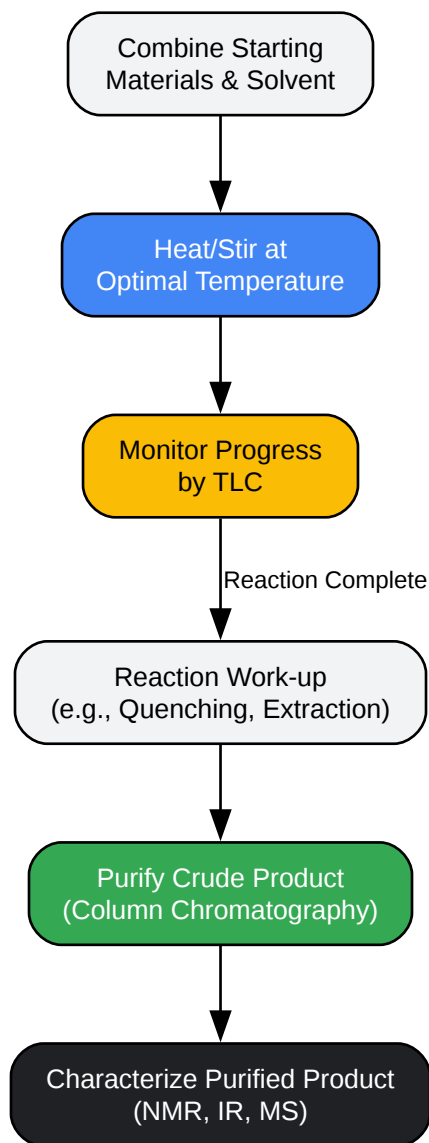 Combine Starting
Materials & Solvent
Heat/Stir at
Optimal Temperature
Monitor Progress
by TLC
Reaction Complete
Reaction Work-up
(e.g., Quenching, Extraction)
Purify Crude Product
(Column Chromatography)
Characterize Purified Product
(NMR, IR, MS)